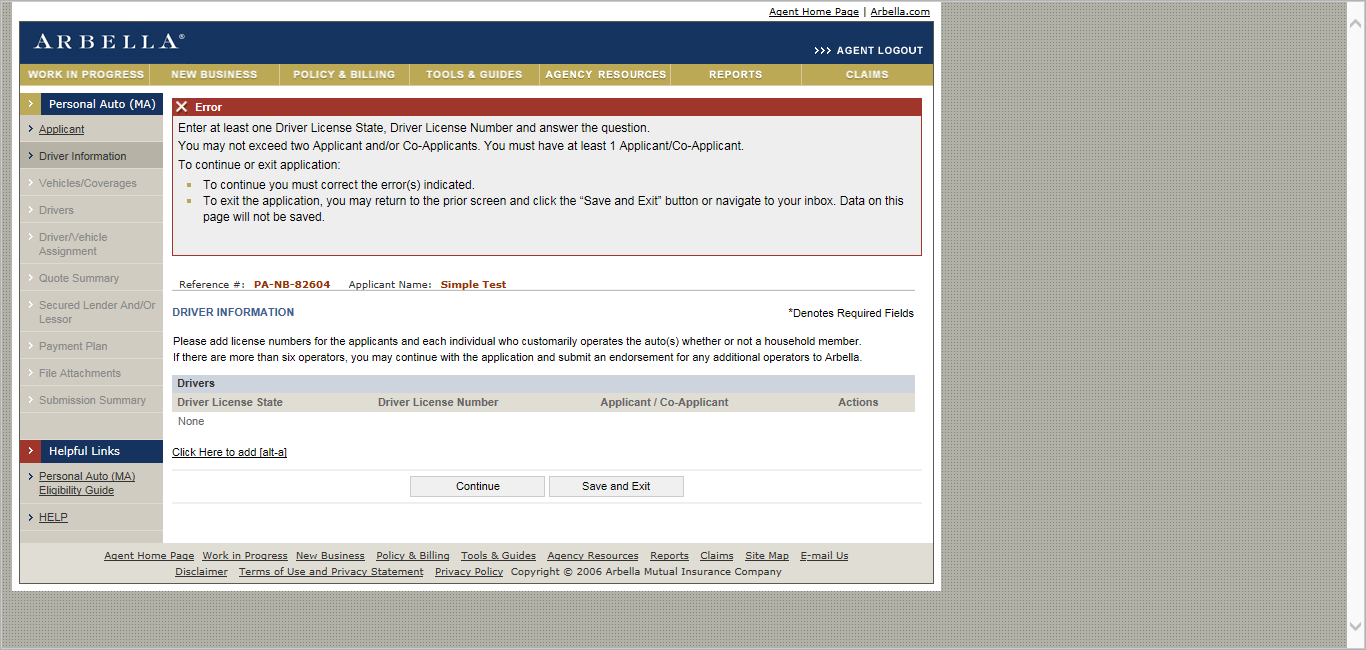 Agent Home Page | Arbella.com
ARBELLA®
>>> AGENT LOGOUT
WORK IN PROGRESS NEW BUSINESS POLICY & BILLING TOOLS & GUIDES AGENCY RESOURCES REPORTS CLAIMS
Personal Auto (MA)
Applicant
Driver Information
Vehicles/Coverages
Drivers
Driver/Vehicle
Assignment
Quote Summary
Secured Lender And/Or
Lessor
Payment Plan
File Attachments
Submission Summary
Helpful Links
Personal Auto (MA)
Eligibility Guide
HELP
Error
Enter at least one Driver License State, Driver License Number and answer the question.
You may not exceed two Applicant and/or Co-Applicants. You must have at least 1 Applicant/Co-Applicant.
To continue or exit application:
To continue you must correct the error(s) indicated.
To exit the application, you may return to the prior screen and click the “Save and Exit” button or navigate to your inbox. Data on this
page will not be saved.
Reference #: PA-NB-82604 Applicant Name: Simple Test
DRIVER INFORMATION
*Denotes Required Fields
Please add license numbers for the applicants and each individual who customarily operates the auto(s) whether or not a household member.
If there are more than six operators, you may continue with the application and submit an endorsement for any additional operators to Arbella.
Drivers
Driver License State Driver License Number Applicant / Co-Applicant Actions
None
Click Here to add [alt-a]
Continue Save and Exit
Agent Home Page Work in Progress New Business Policy & Billing Tools & Guides Agency Resources Reports Claims Site Map E-mail Us
Disclaimer Terms of Use and Privacy Statement Privacy Policy Copyright © 2006 Arbella Mutual Insurance Company